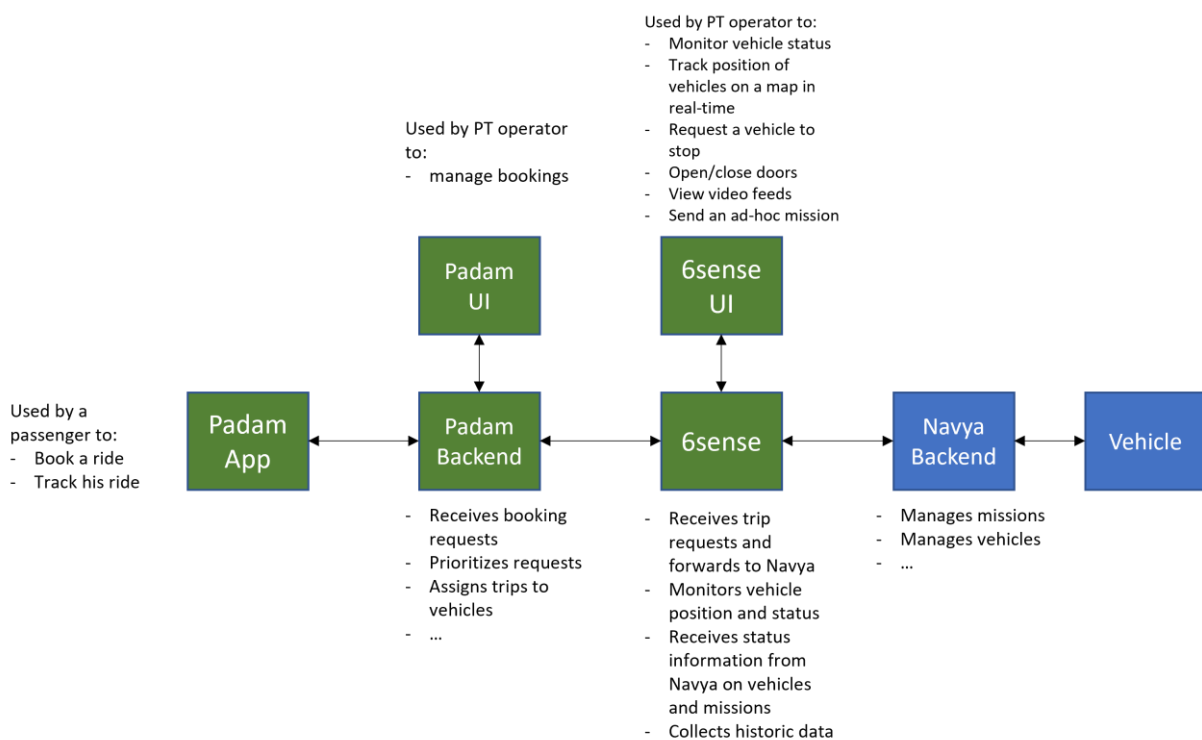 Used by PT operator to:
- Monitor vehicle status
- Track position of
vehicles on a map in
real-time
- Request a vehicle to
stop
- Open/close doors
- View video feeds
- Send an ad-hoc mission
Used by PT operator
to:
- manage bookings
Padam
UI
6sense
UI
Used by a
passenger to:
- Book a ride
- Track his ride
Padam
App
Padam
Backend
6sense
Navya
Backend
Vehicle
- Receives booking
requests
- Prioritizes requests
- Assigns trips to
vehicles
- ...
- Receives trip
requests and
forwards to Navya
- Monitors vehicle
position and status
- Receives status
information from
Navya on vehicles
and missions
- Collects historic data
- Manages missions
- Manages vehicles
- ...